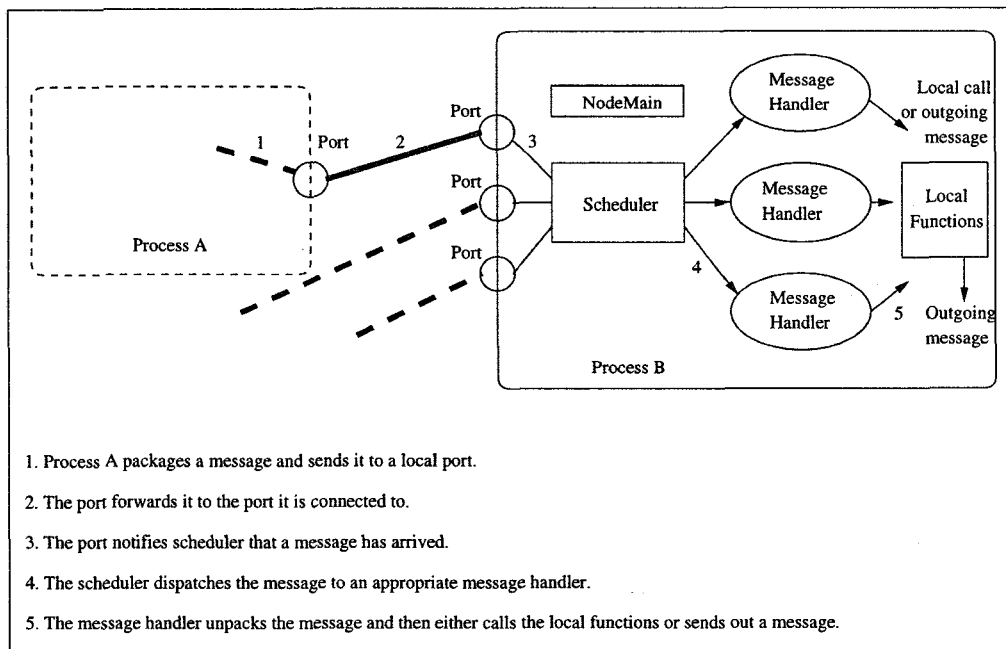 Process A
1
Port
2
Port
Port
Port
3
NodeMain
Scheduler
4
Message
Handler
Message
Handler
Message
Handler
Local call
or outgoing
message
Local
Functions
5
Outgoing
message
Process B
1. Process A packages a message and sends it to a local port.
2. The port forwards it to the port it is connected to.
3. The port notifies scheduler that a message has arrived.
4. The scheduler dispatches the message to an appropriate message handler.
5. The message handler unpacks the message and then either calls the local functions or sends out a message.